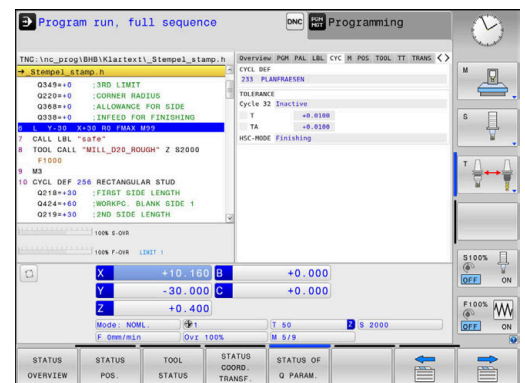 Program run, full sequence
DNC PGM MGT Programming
TNC:\nc_prog\BHB\Klartext\_Stempel_stamp.h
→_Stempel_stamp.h
Q349=+0 ;3RD LIMIT
Q220=+0 ;CORNER RADIUS
Q368=+0 ;ALLOWANCE FOR SIDE
Q338=+0 ;INFEED FOR FINISHING
6 L Y-30 X+30 R0 FMAX M99
7 CALL LBL "safe"
8 TOOL CALL "MILL_D20_ROUGH" Z S2000
F1000
9 M3
10 CYCL DEF 256 RECTANGULAR STUD
Q218=+30 ;FIRST SIDE LENGTH
Q424=+60 ;WORKPC. BLANK SIDE 1
Q219=+30 ;2ND SIDE LENGTH
Overview PGM PAL LBL CYC M POS TOOL TT TRANS
CYCL DEF
233 PLANFRAESEN
TOLERANCE
Cycle 32 Inactive
T +0.0100
TA +0.0100
HSC-MODE Finishing
100% S-OVR
100% F-OVR LIMIT 1
X +10.160 B +0.000
Y -30.000 C +0.000
Z +0.400
Mode: NOML. 1 T 50 Z S 2000
F 0mm/min Ovr 100% M 5/9
M
S
T
S100%
OFF ON
F100%
OFF ON
STATUS OVERVIEW
STATUS POS.
TOOL STATUS
STATUS COORD. TRANSF.
STATUS OF Q PARAM.